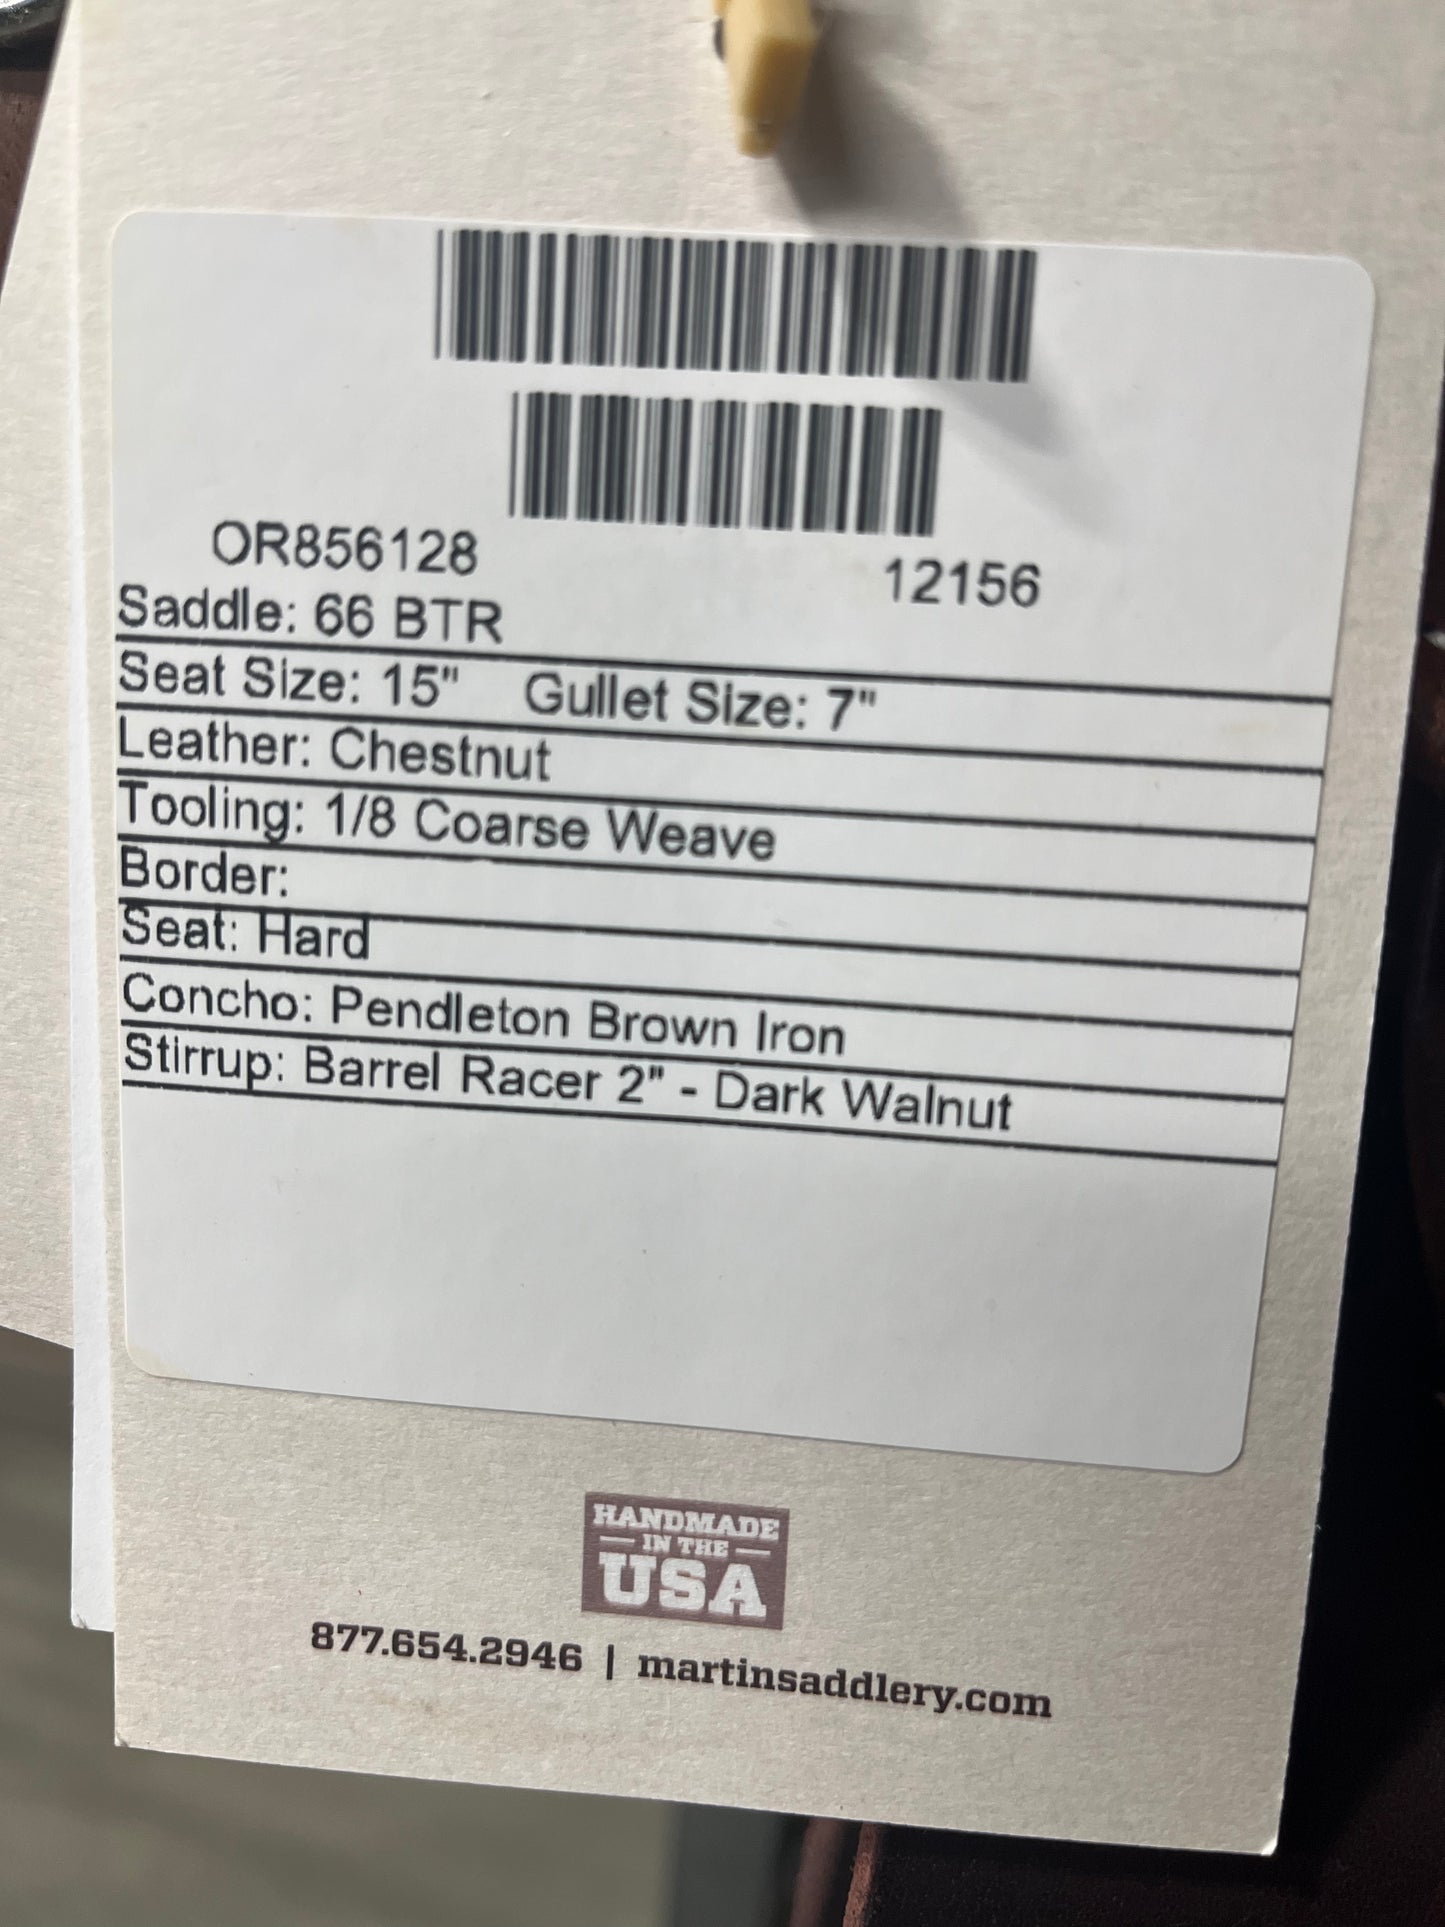 OR856128 12156
Saddle: 66 BTR
Seat Size: 15" Gullet Size: 7"
Leather: Chestnut
Tooling: 1/8 Coarse Weave
Border:
Seat: Hard
Concho: Pendleton Brown Iron
Stirrup: Barrel Racer 2" - Dark Walnut
HANDMADE
IN THE
USA
877.654.2946 | martinsaddlery.com